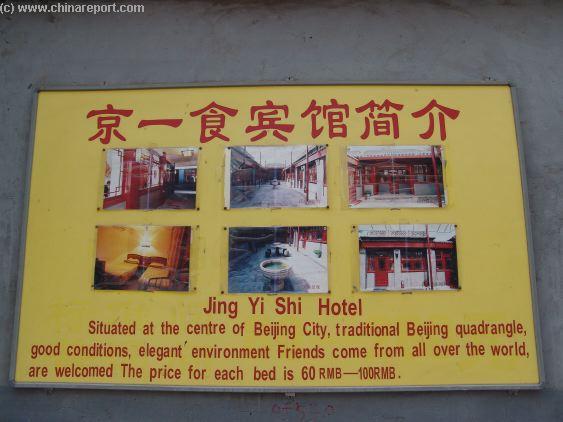 (c) www.chinareport.com
京一食宾馆简介
Jing Yi Shi Hotel
Situated at the centre of Beijing City, traditional Beijing quadrangle,
good conditions, elegant environment Friends come from all over the world,
are welcomed The price for each bed is 60 RMB—100RMB.